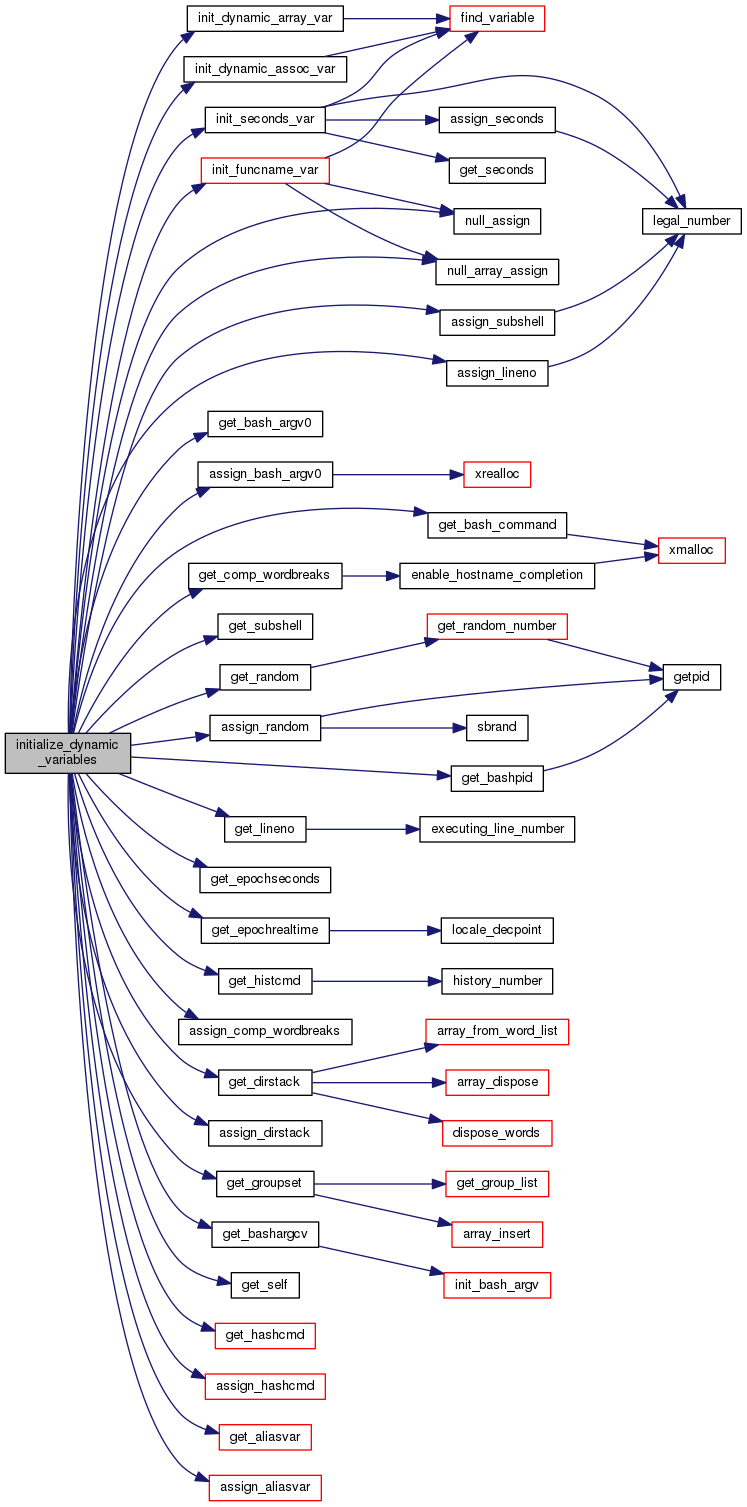 init_dynamic_array_var
find_variable
init_dynamic_assoc_var
init_seconds_var
assign_seconds
init_funcname_var
get_seconds
null_assign
legal_number
null_array_assign
assign_subshell
assign_lineno
get_bash_argv0
assign_bash_argv0
xrealloc
get_bash_command
xmalloc
get_comp_wordbreaks
enable_hostname_completion
get_subshell
get_random_number
get_random
getpid
assign_random
sbrand
initialize_dynamic
_variables
get_bashpid
get_lineno
executing_line_number
get_epochseconds
get_epochrealtime
locale_decpoint
get_histcmd
history_number
assign_comp_wordbreaks
array_from_word_list
get_dirstack
array_dispose
assign_dirstack
dispose_words
get_groupset
get_group_list
get_bashargcv
array_insert
get_self
init_bash_argv
get_hashcmd
assign_hashcmd
get_aliasvar
assign_aliasvar